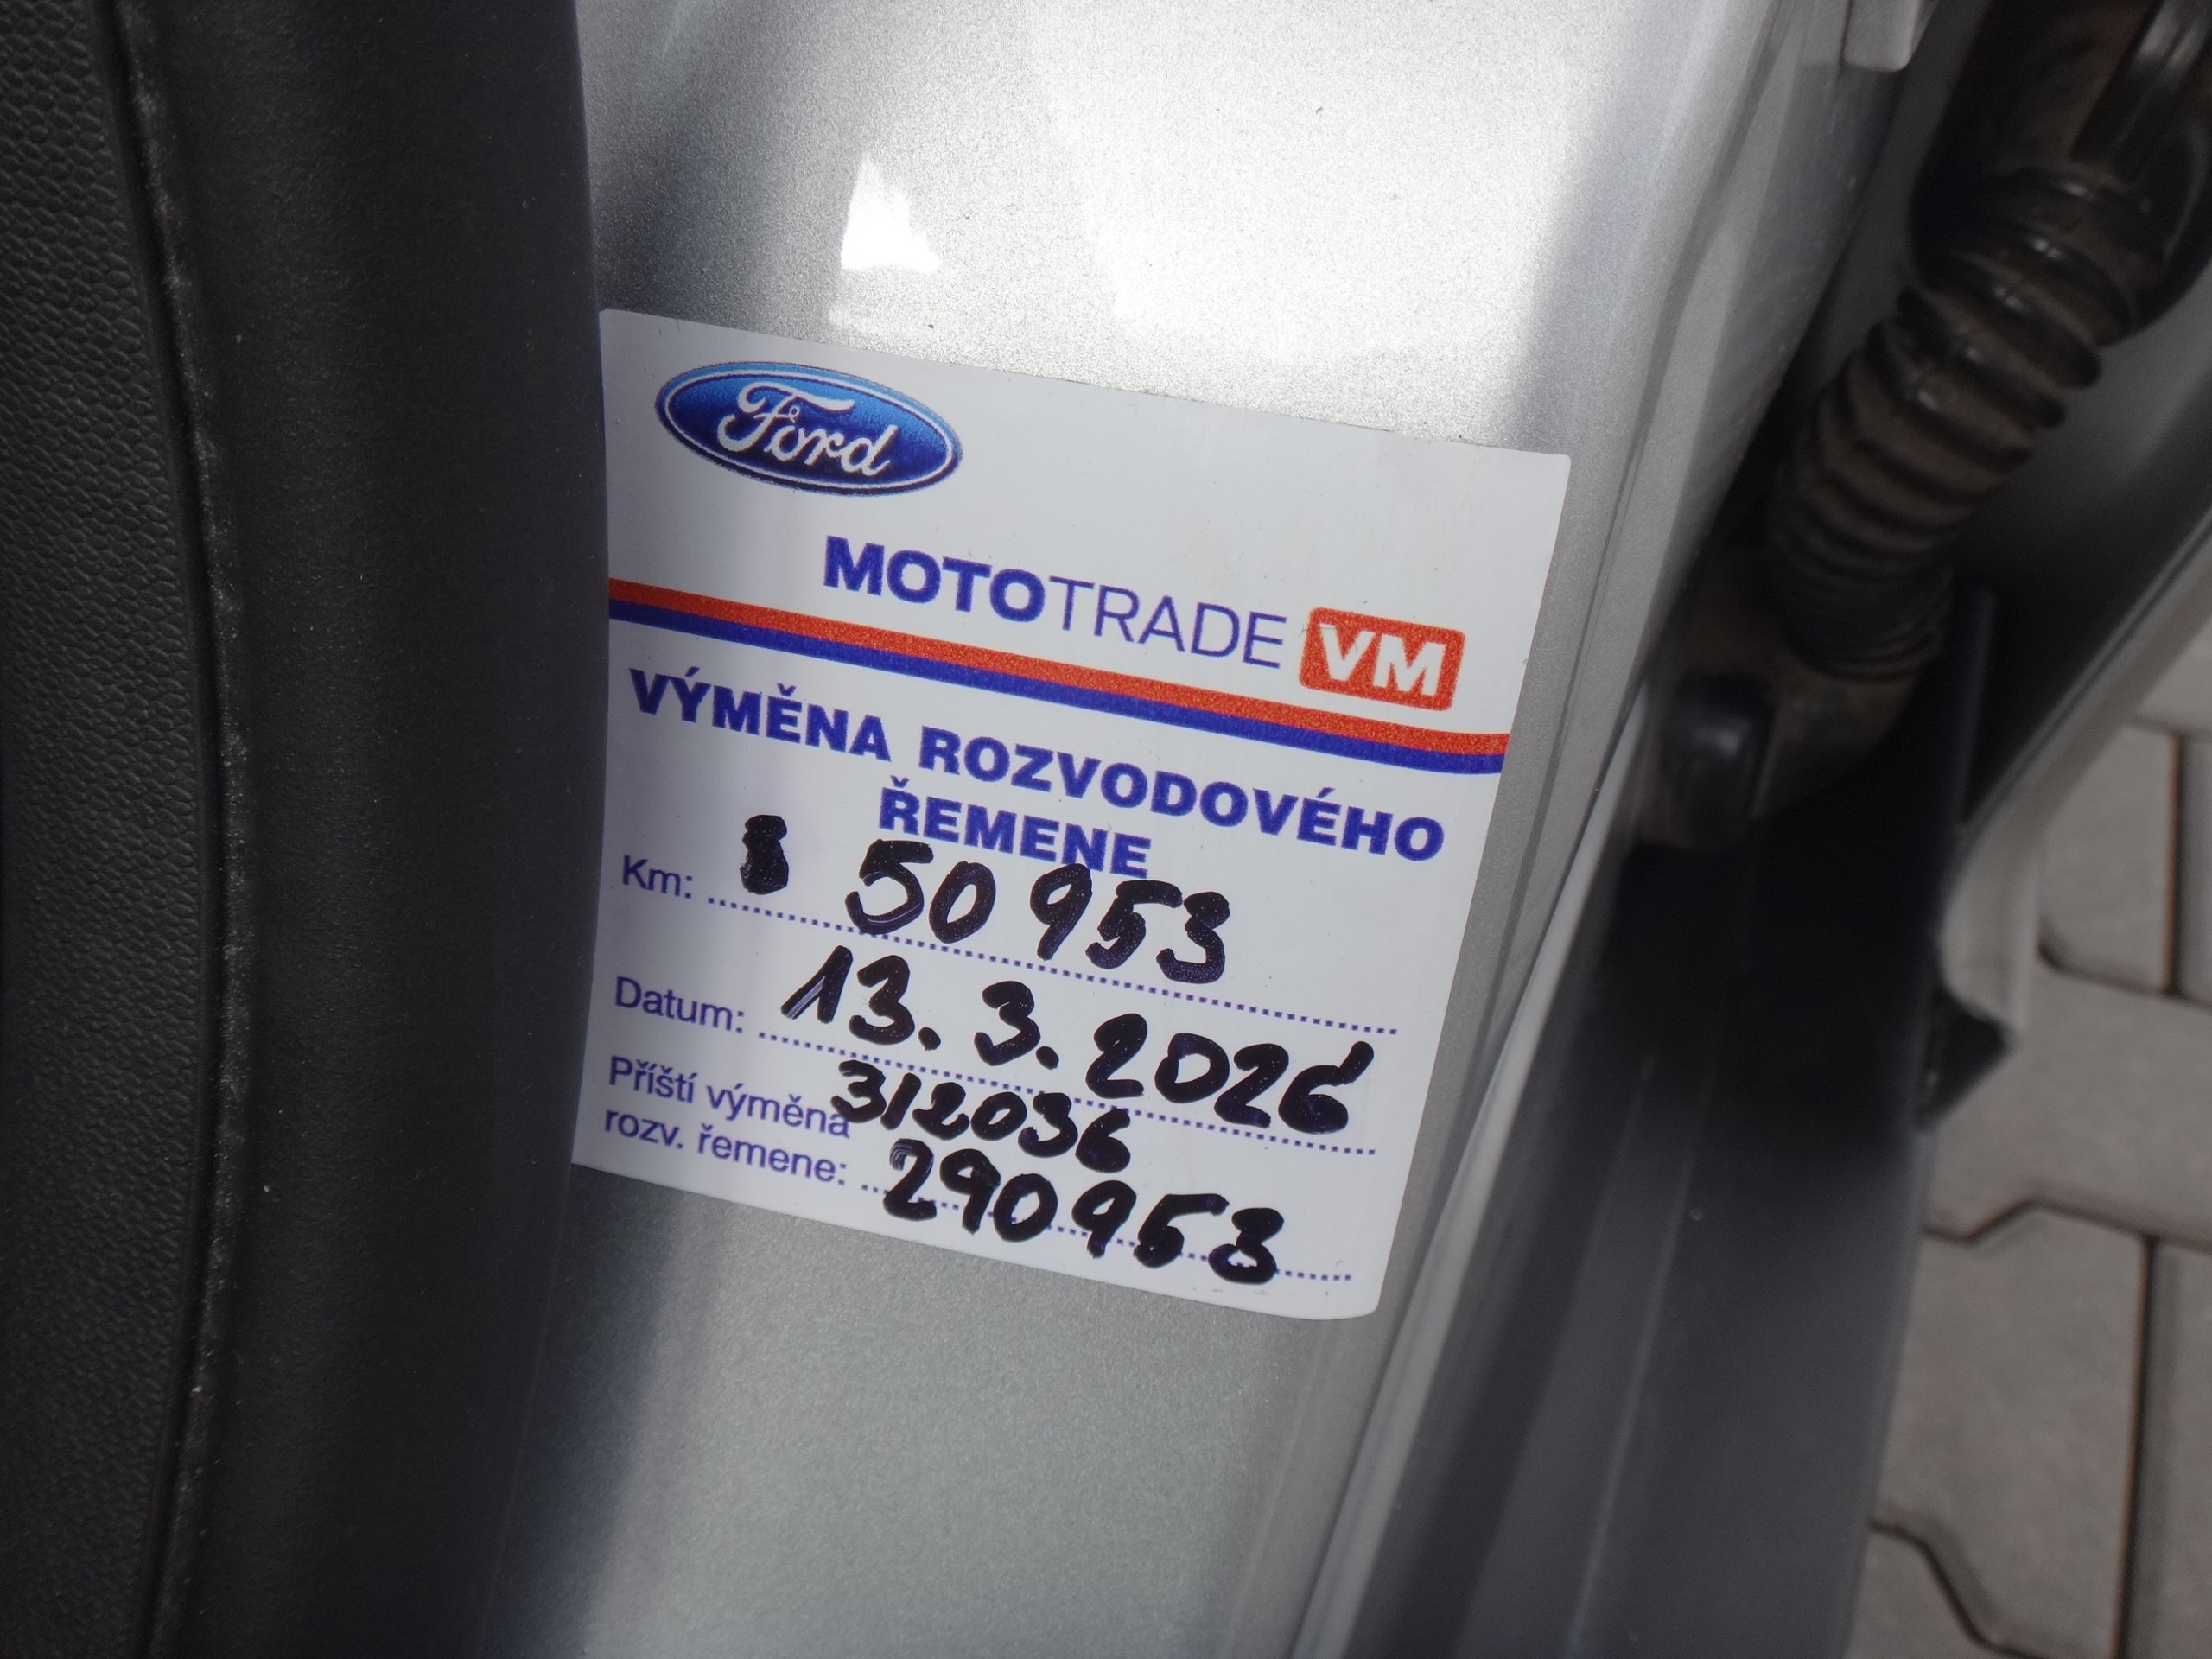 Ford
MOTOTRADE VM
VÝMĚNA ROZVODOVÉHO
ŘEMENE
Km: 50 953
Datum: 13. 3. 2026
Příští výměna 3/2036
rozv. řemene: 290953